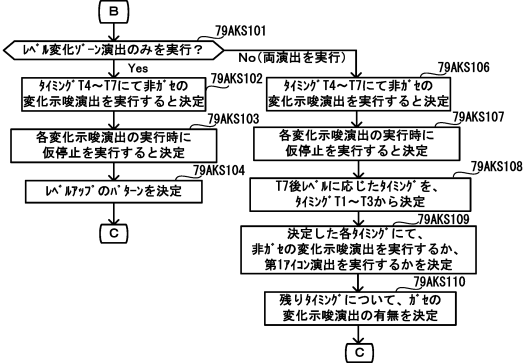 B
79AKS101
ﾚﾍﾞﾙ変化ｿﾞｰﾝ演出のみを実行？
Yes
No(両演出を実行)
79AKS102
ﾀｲﾐﾝｸﾞT4～T7にて非ｶﾞｾの
変化示唆演出を実行すると決定
79AKS103
各変化示唆演出の実行時に
仮停止を実行すると決定
79AKS104
ﾚﾍﾞﾙｱｯﾌﾟのﾊﾟﾀｰﾝを決定
C
79AKS106
ﾀｲﾐﾝｸﾞT4～T7にて非ｶﾞｾの
変化示唆演出を実行すると決定
79AKS107
各変化示唆演出の実行時に
仮停止を実行すると決定
79AKS108
T7後ﾚﾍﾞﾙに応じたﾀｲﾐﾝｸﾞを、
ﾀｲﾐﾝｸﾞT1～T3から決定
79AKS109
決定した各ﾀｲﾐﾝｸﾞにて、
非ｶﾞｾの変化示唆演出を実行するか、
第1ｱｲｺﾝ演出を実行するかを決定
79AKS110
残りﾀｲﾐﾝｸﾞについて、ｶﾞｾの
変化示唆演出の有無を決定
C